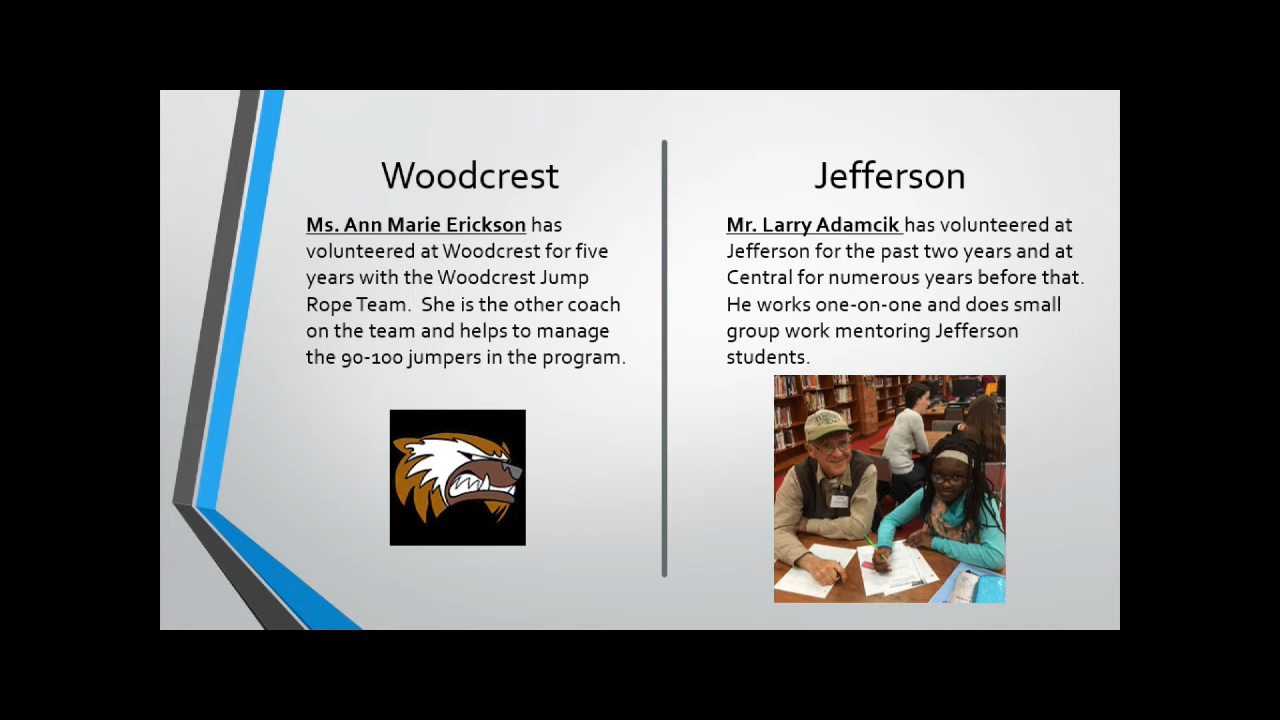 Woodcrest
Ms. Ann Marie Erickson has
volunteered at Woodcrest for five
years with the Woodcrest Jump
Rope Team.  She is the other coach
on the team and helps to manage
the 90-100 jumpers in the program.
Jefferson
Mr. Larry Adamcik has volunteered at
Jefferson for the past two years and at
Central for numerous years before that.
He works one-on-one and does small
group work mentoring Jefferson
students.